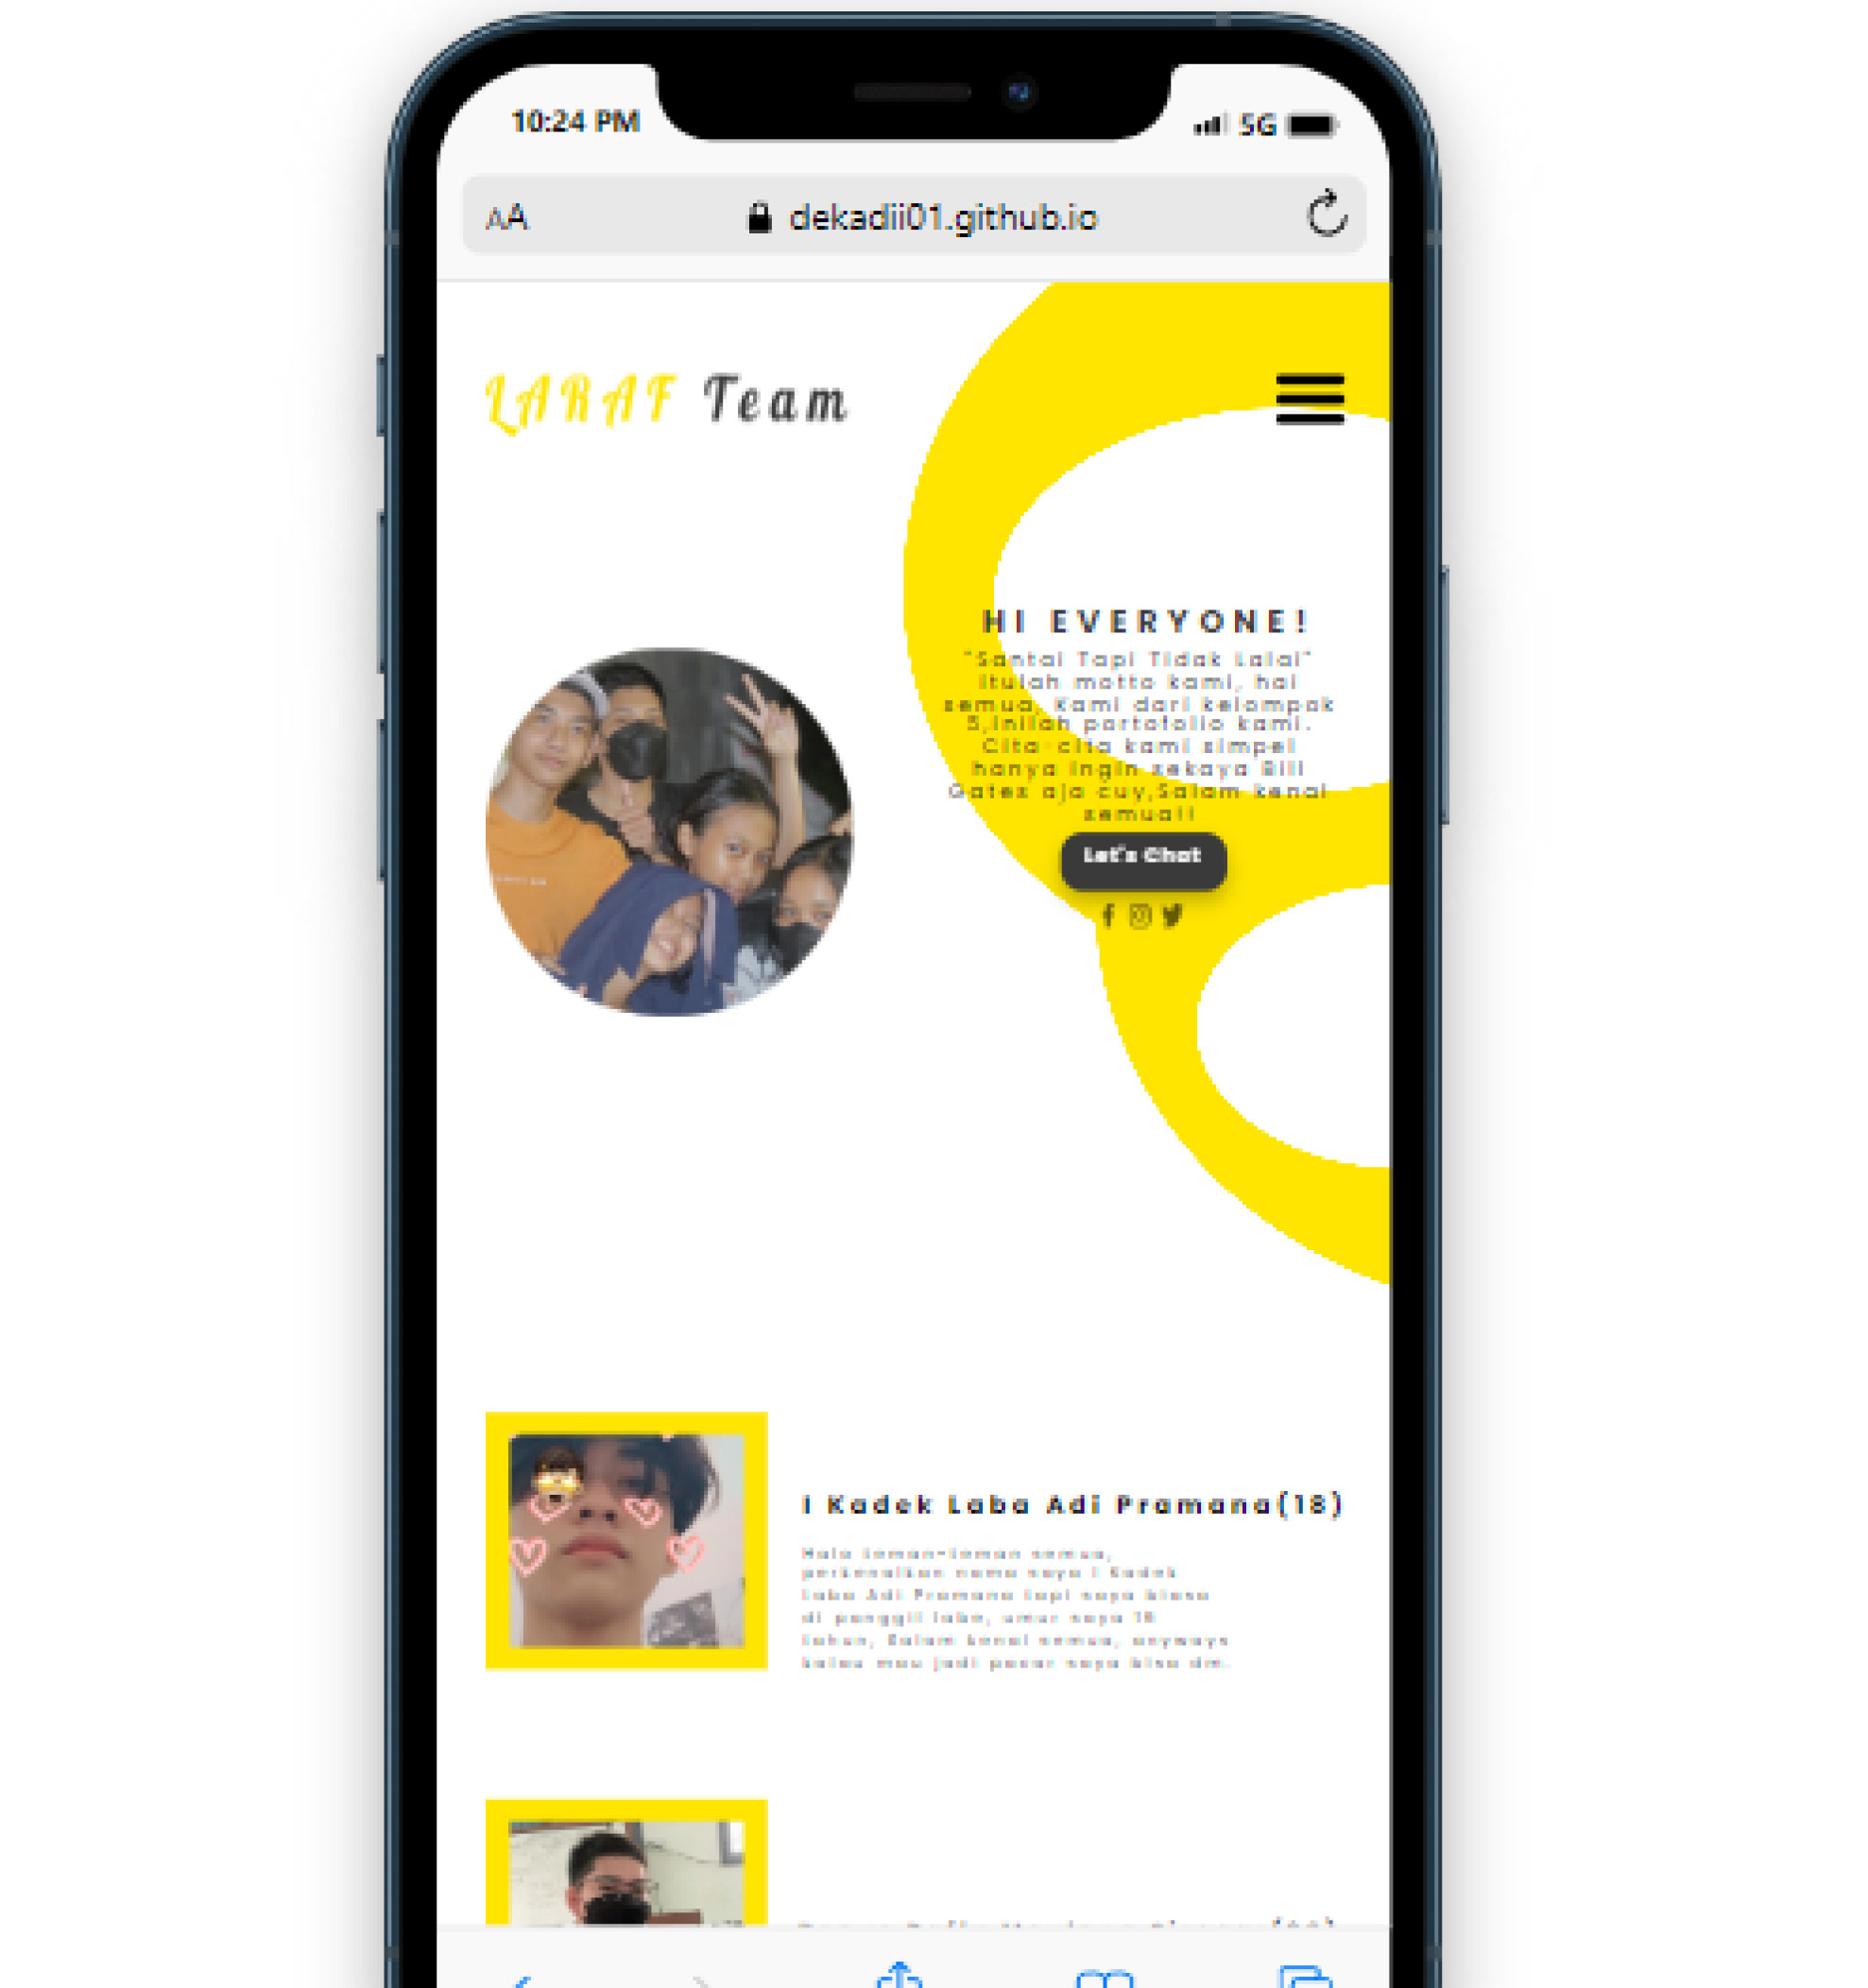 10:24 PM
5G
AA
dekadii01.github.io
LARAF Team
HI EVERYONE!
"Santai Tapi Tidak Lalai"
itulah motto kami, hai
semua, Kami dari kelompok
5,inilah portofolio kami.
Cita-cita kami simpel
hanya ingin sekaya Bill
Gates aja cuy,Salam kenal
semua!!
Let's Chat
I Kadek Laba Adi Pramana(18)
Halo teman-teman semua,
perkenalkan nama saya I Kadek
Laba Adi Pramana tapi saya biasa
di panggil laba, umur saya 18
tahun, Salam kenal semua, anyways
kalau mau jadi pacar saya bisa dm.